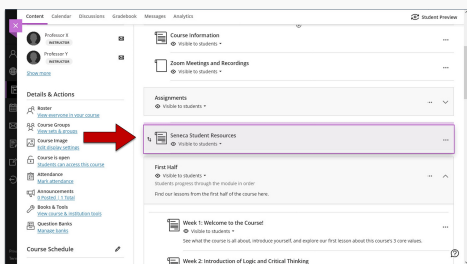 Content Calendar Discussions Gradebook Messages Analytics Student Preview
Professor X
INSTRUCTOR
Professor Y
INSTRUCTOR
Show more
Details & Actions
Roster
View everyone in your course
Course Groups
View sets & groups
Course Image
Edit display settings
Course is open
Students can access this course
Attendance
Mark attendance
Announcements
0 Posted | 1 Total
Books & Tools
View course & institution tools
Question Banks
Manage banks
Course Schedule
Course Information
Visible to students
Zoom Meetings and Recordings
Visible to students
Assignments
Visible to students
Seneca Student Resources
Visible to students
First Half
Visible to students
Students progress through the module in order
Find our lessons from the first half of the course here.
Week 1: Welcome to the Course!
Visible to students
See what the course is all about, introduce yourself, and explore our first lesson about this course's 3 core values.
Week 2: Introduction of Logic and Critical Thinking